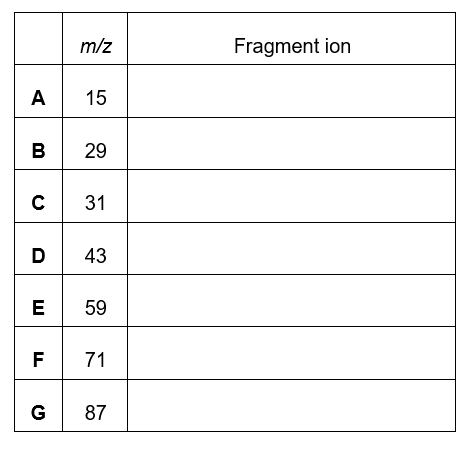 m/z Fragment ion
A 15
B 29
C 31
D 43
E 59
F 71
G 87